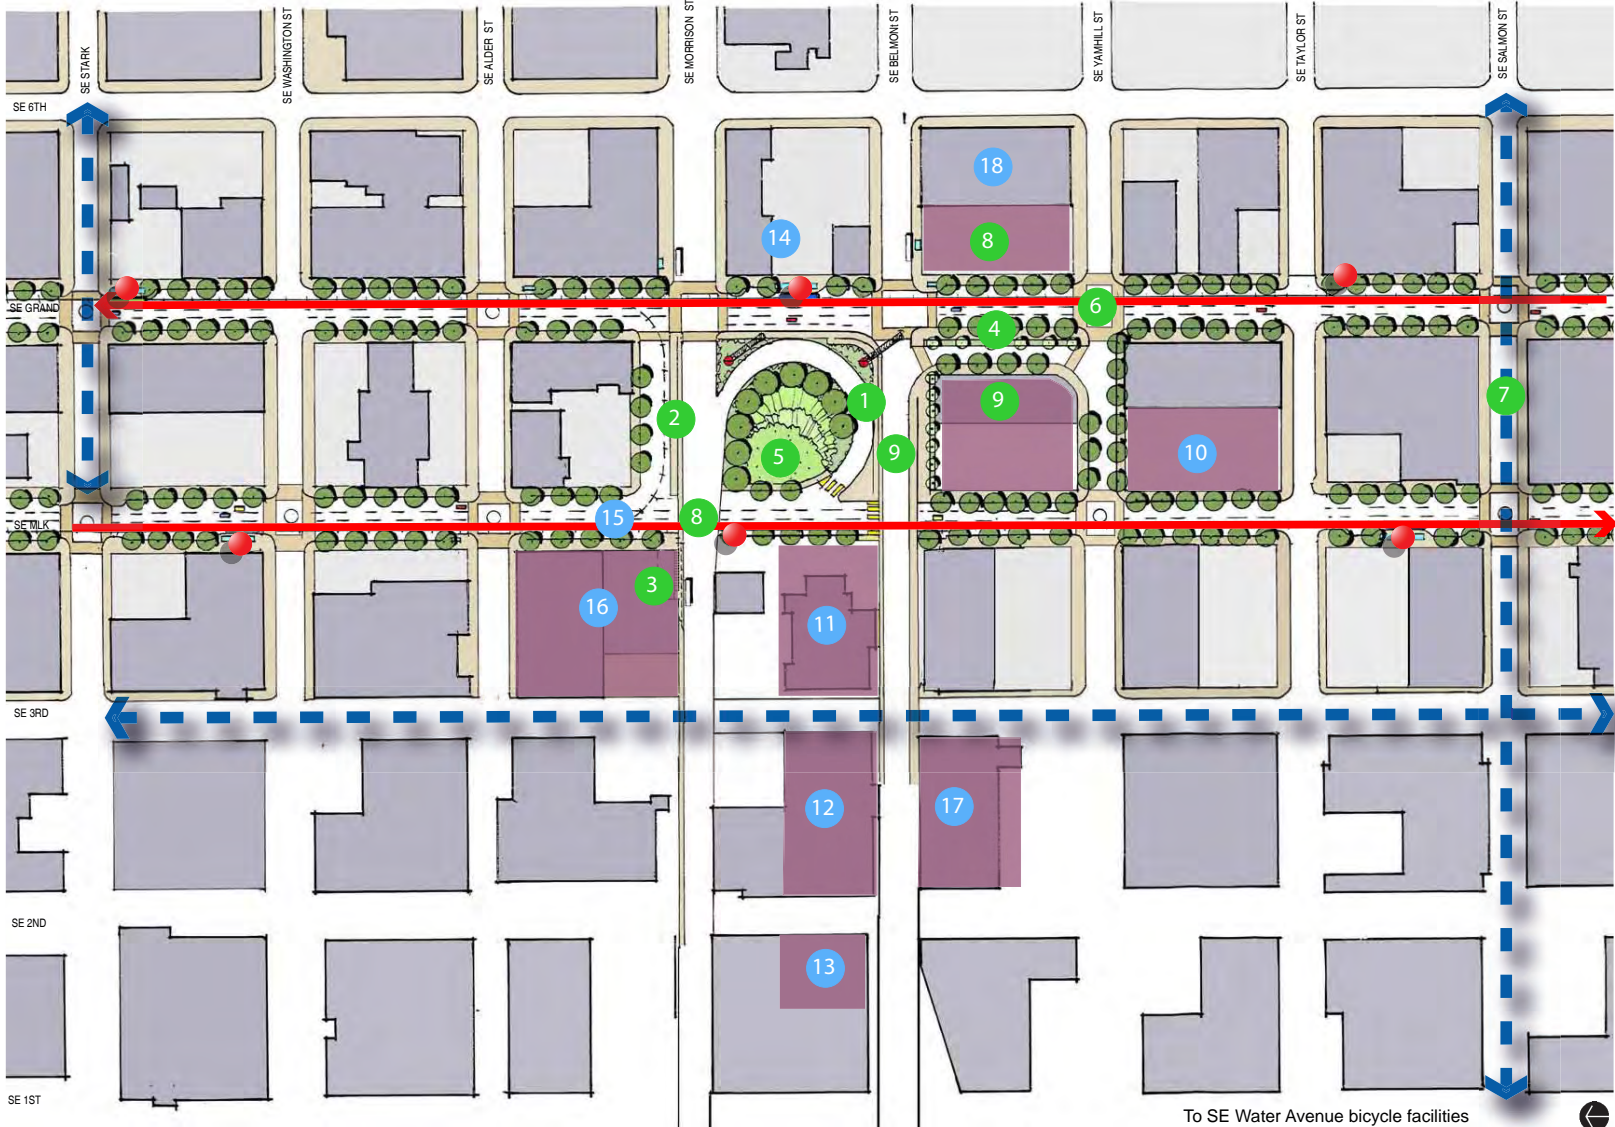 SE STARK
SE WASHINGTON ST
SE ALDER ST
SE MORRISON ST
SE BELMONt ST
SE YAMHILL ST
SE TAYLOR ST
SE SALMON ST
SE 6TH
18
8
14
SE GRAND
6
4
1
9
7
2
9
10
5
15
8
SE MLK
3
16
11
SE 3RD
12
17
SE 2ND
13
SE 1ST
To SE Water Avenue bicycle facilities